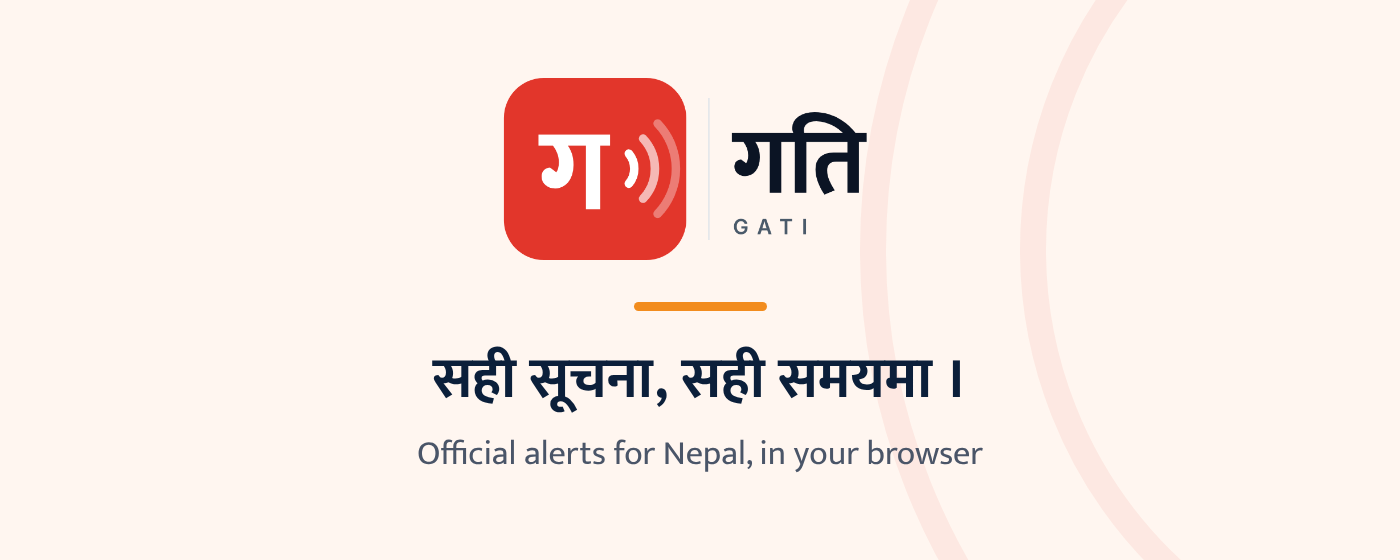 ग
गति
GATI
सही सूचना, सही समयमा ।
Official alerts for Nepal, in your browser